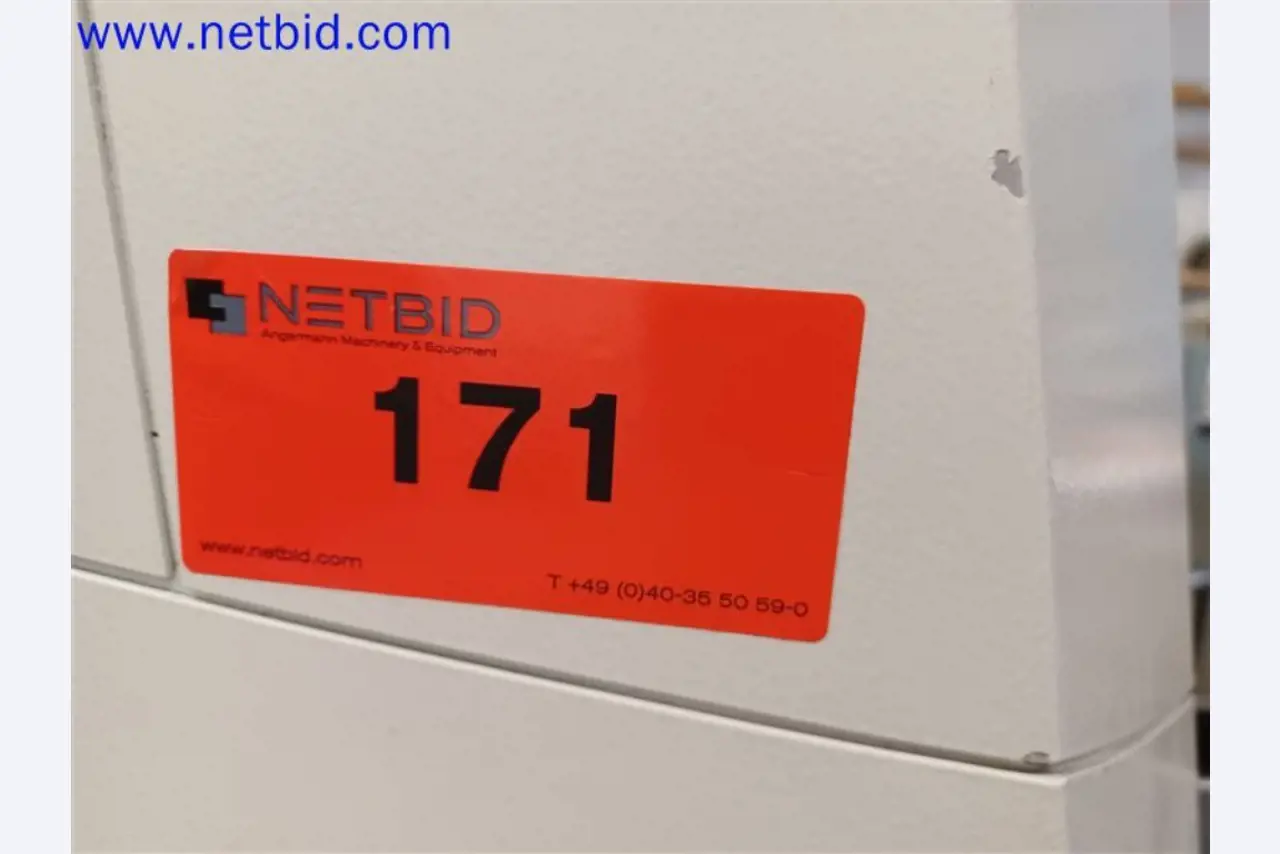 www.netbid.com
NETBID
Angermann Machinery & Equipment
171
www.netbid.com
T +49 (0)40-35 50 59-0